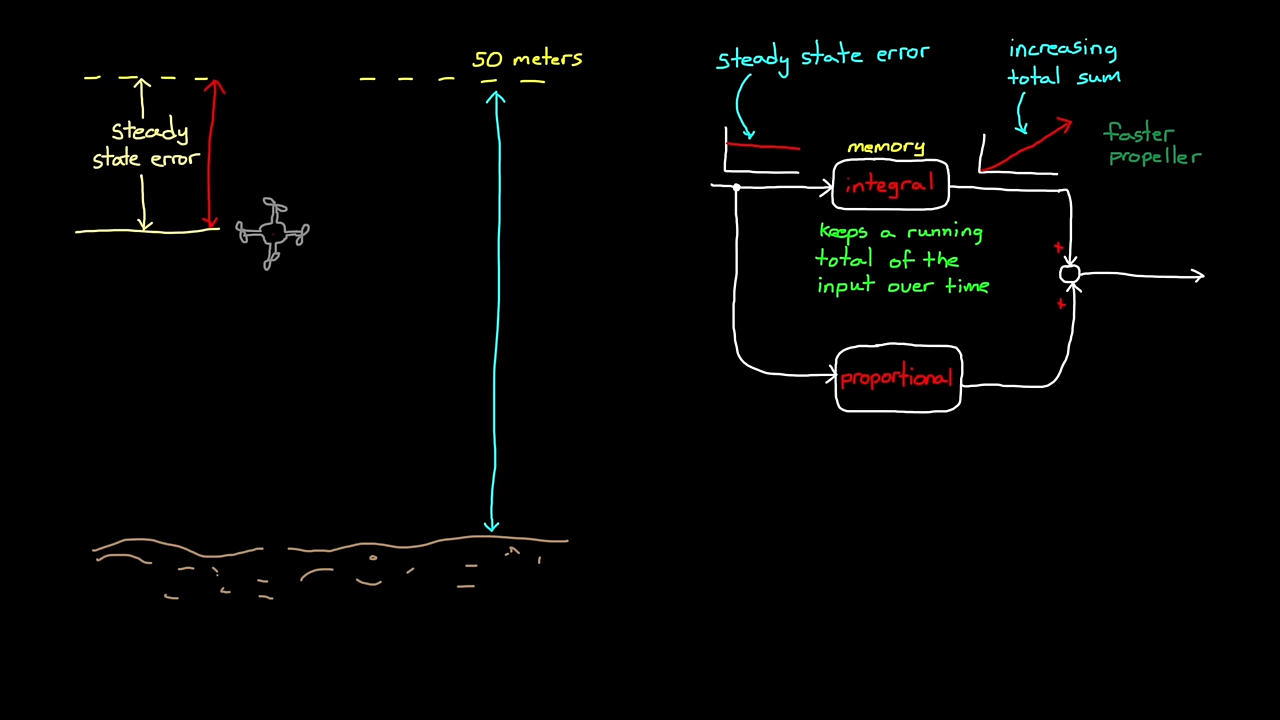 50 meters
steady
state error
steady state error
increasing
total sum
faster
propeller
memory
integral
keeps a running
total of the
input over time
+
+
proportional